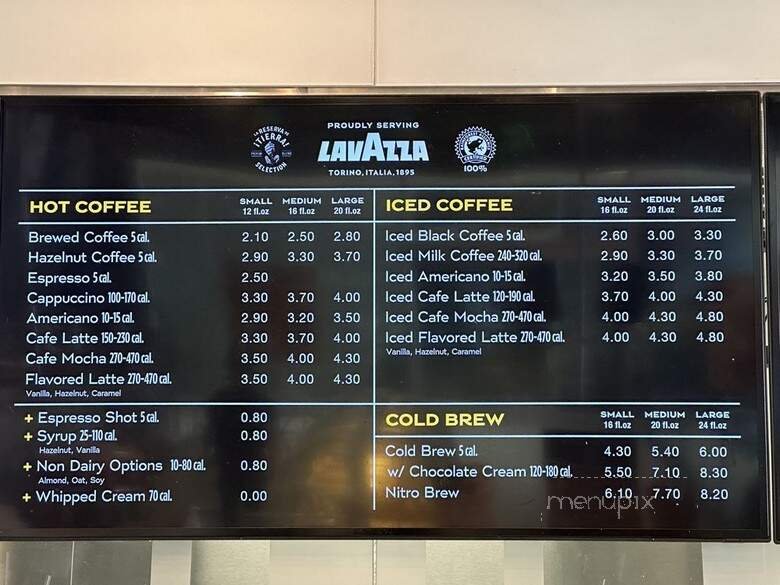 PROUDLY SERVING
LA RESERVA DE
¡TIERRA!
SELECTION
LAVAZZA
TORINO, ITALIA, 1895
CERTIFIED
100%
HOT COFFEE SMALL MEDIUM LARGE
12 fl.oz 16 fl.oz 20 fl.oz
Brewed Coffee 5 cal. 2.10 2.50 2.80
Hazelnut Coffee 5 cal. 2.90 3.30 3.70
Espresso 5 cal. 2.50
Cappuccino 100-170 cal. 3.30 3.70 4.00
Americano 10-15 cal. 2.90 3.20 3.50
Cafe Latte 150-230 cal. 3.30 3.70 4.00
Cafe Mocha 270-470 cal. 3.50 4.00 4.30
Flavored Latte 270-470 cal. 3.50 4.00 4.30
Vanilla, Hazelnut, Caramel
+ Espresso Shot 5 cal. 0.80
+ Syrup 25-110 cal. 0.80
Hazelnut, Vanilla
+ Non Dairy Options 10-80 cal. 0.80
Almond, Oat, Soy
+ Whipped Cream 70 cal. 0.00
ICED COFFEE SMALL MEDIUM LARGE
16 fl.oz 20 fl.oz 24 fl.oz
Iced Black Coffee 5 cal. 2.60 3.00 3.30
Iced Milk Coffee 240-320 cal. 2.90 3.30 3.70
Iced Americano 10-15 cal. 3.20 3.50 3.80
Iced Cafe Latte 120-190 cal. 3.70 4.00 4.30
Iced Cafe Mocha 270-470 cal. 4.00 4.30 4.80
Iced Flavored Latte 270-470 cal. 4.00 4.30 4.80
Vanilla, Hazelnut, Caramel
COLD BREW SMALL MEDIUM LARGE
16 fl.oz 20 fl.oz 24 fl.oz
Cold Brew 5 cal. 4.30 5.40 6.00
w/ Chocolate Cream 120-180 cal. 5.50 7.10 8.30
Nitro Brew 6.10 7.70 8.20
menupix